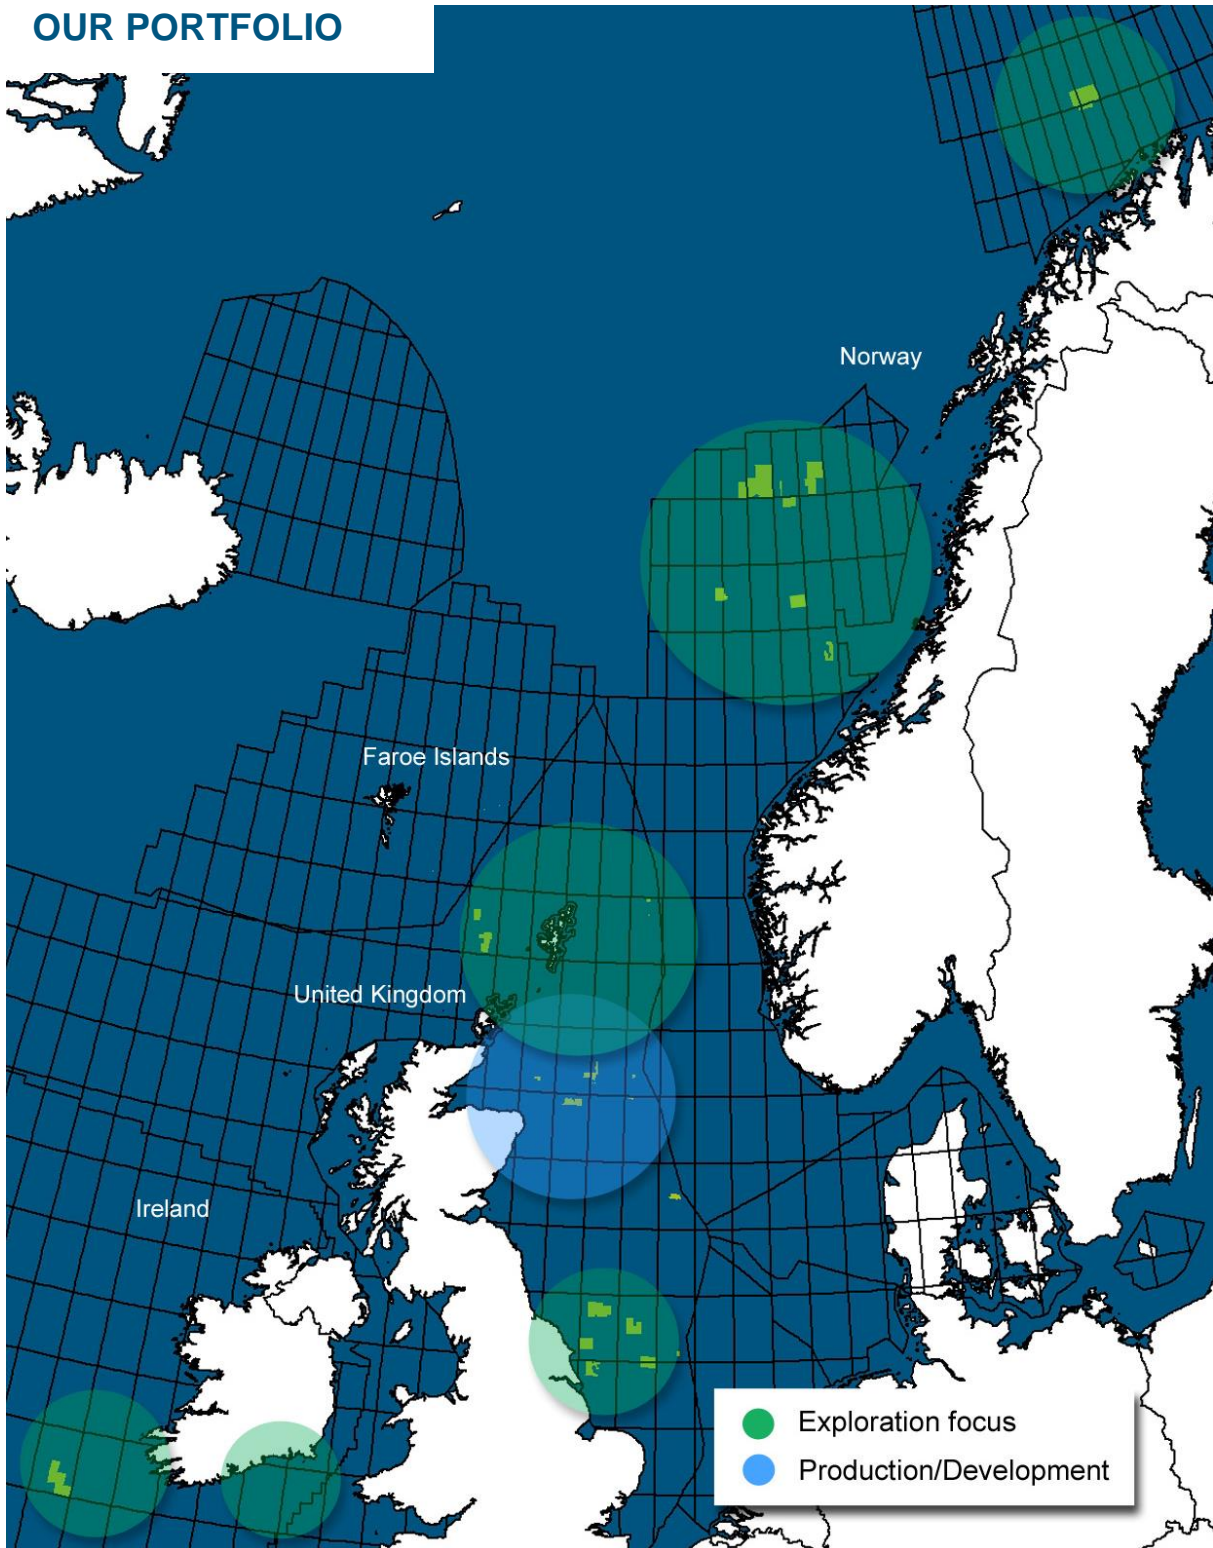 OUR PORTFOLIO
Norway
Faroe Islands
United Kingdom
Ireland
Exploration focus
Production/Development